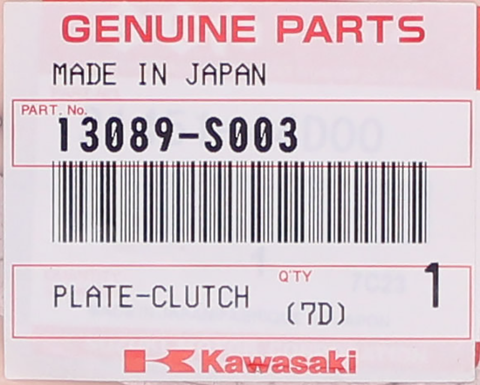 GENUINE PARTS
MADE IN JAPAN
PART. No.
13089-S003
PLATE-CLUTCH Q'TY 1
(7D)
Kawasaki